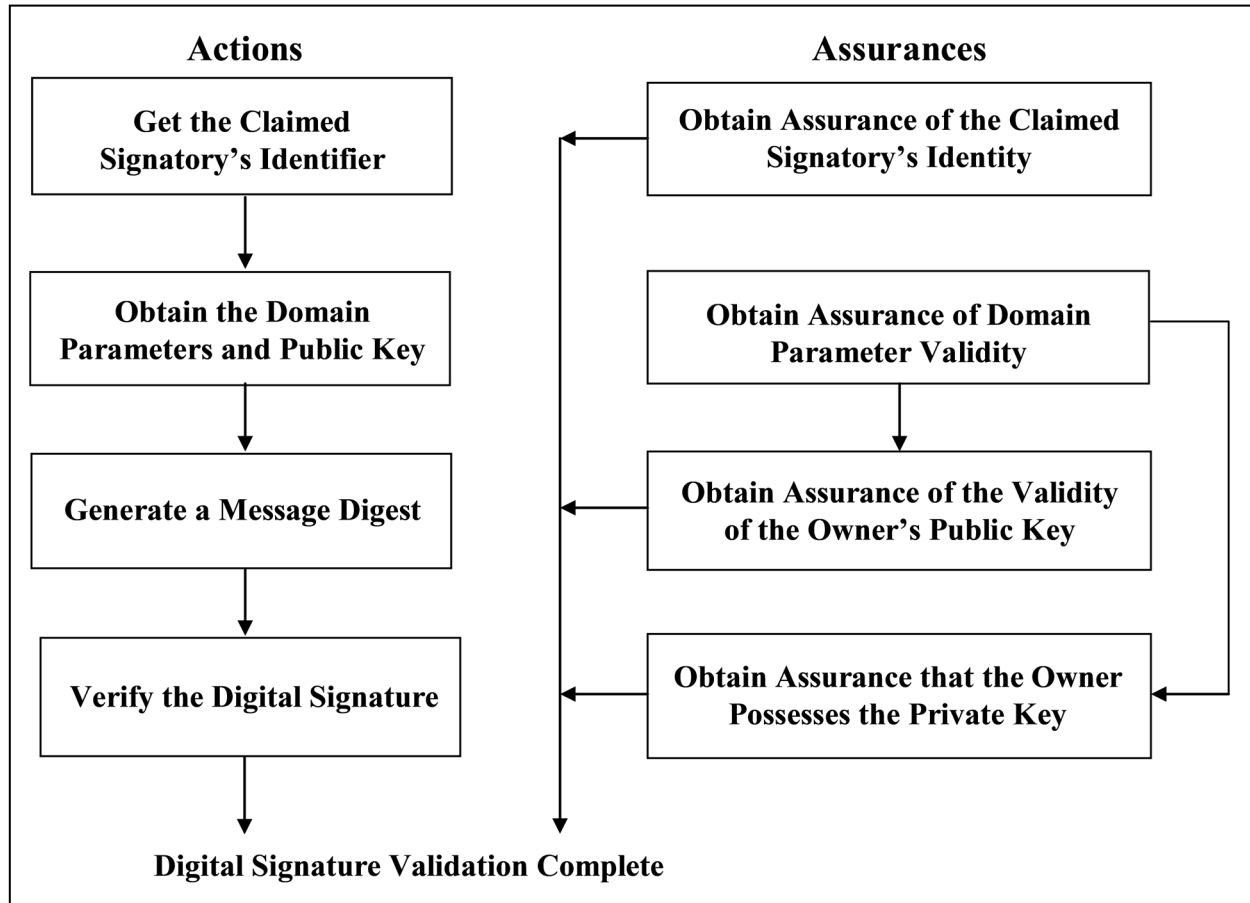 Actions
Get the Claimed
Signatory’s Identifier
Obtain the Domain
Parameters and Public Key
Generate a Message Digest
Verify the Digital Signature
Assurances
Obtain Assurance of the Claimed
Signatory’s Identity
Obtain Assurance of Domain
Parameter Validity
Obtain Assurance of the Validity
of the Owner’s Public Key
Obtain Assurance that the Owner
Possesses the Private Key
Digital Signature Validation Complete